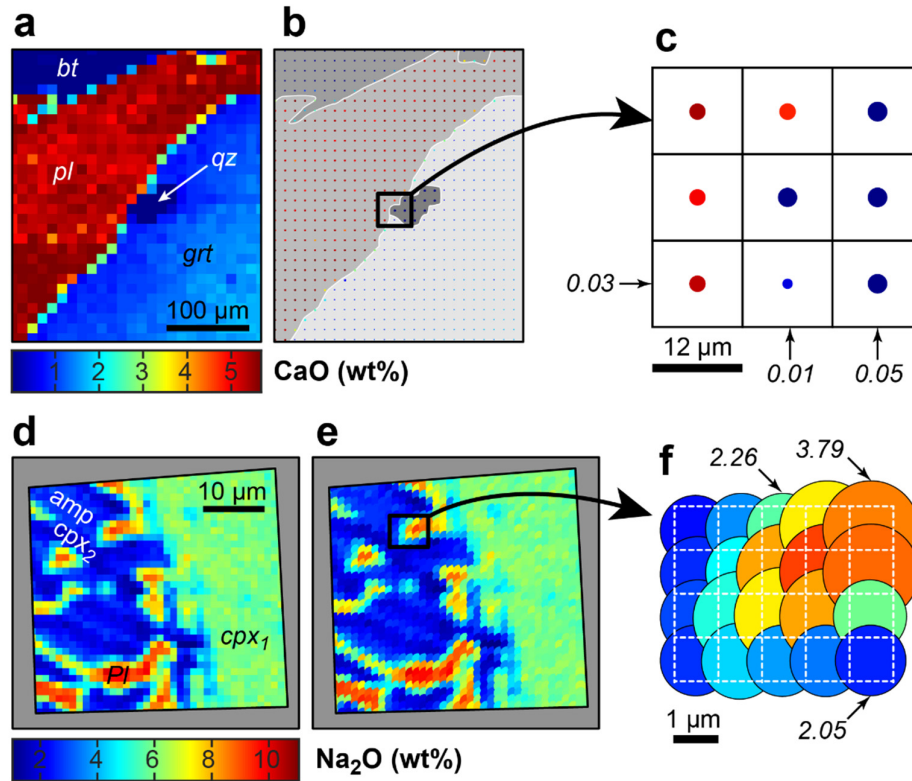 a
bt
pl
qz
grt
100 µm
1 2 3 4 5
CaO (wt%)
b
c
0.03
12 µm
0.01
0.05
d
amp
cpx2
10 µm
cpx1
Pl
2 4 6 8 10
Na2O (wt%)
e
f
2.26
3.79
1 µm
2.05